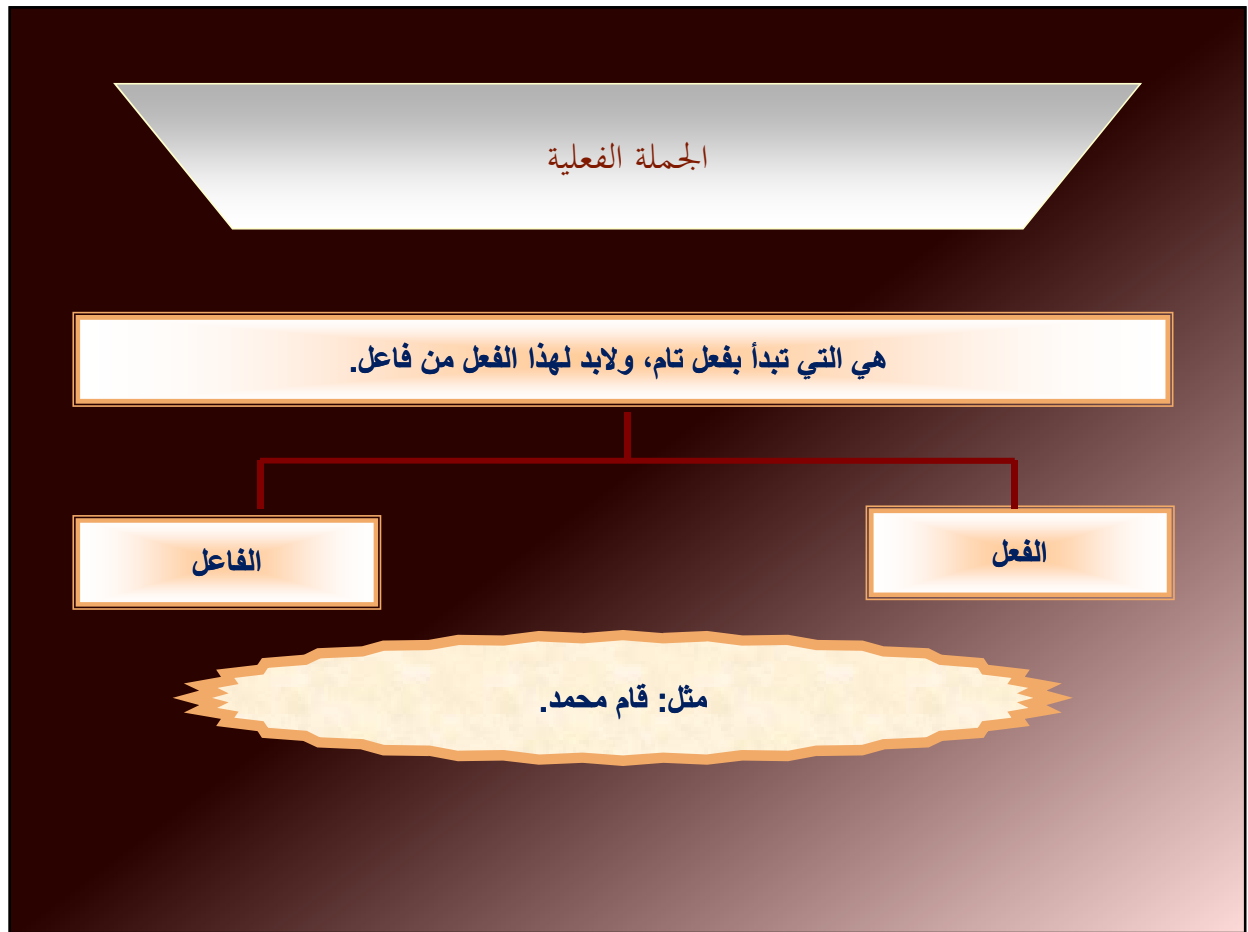 الجملة الفعلية
هي التي تبدأ بفعل تام، ولابد لهذا الفعل من فاعل.
الفعل
الفاعل
مثل: قام محمد.